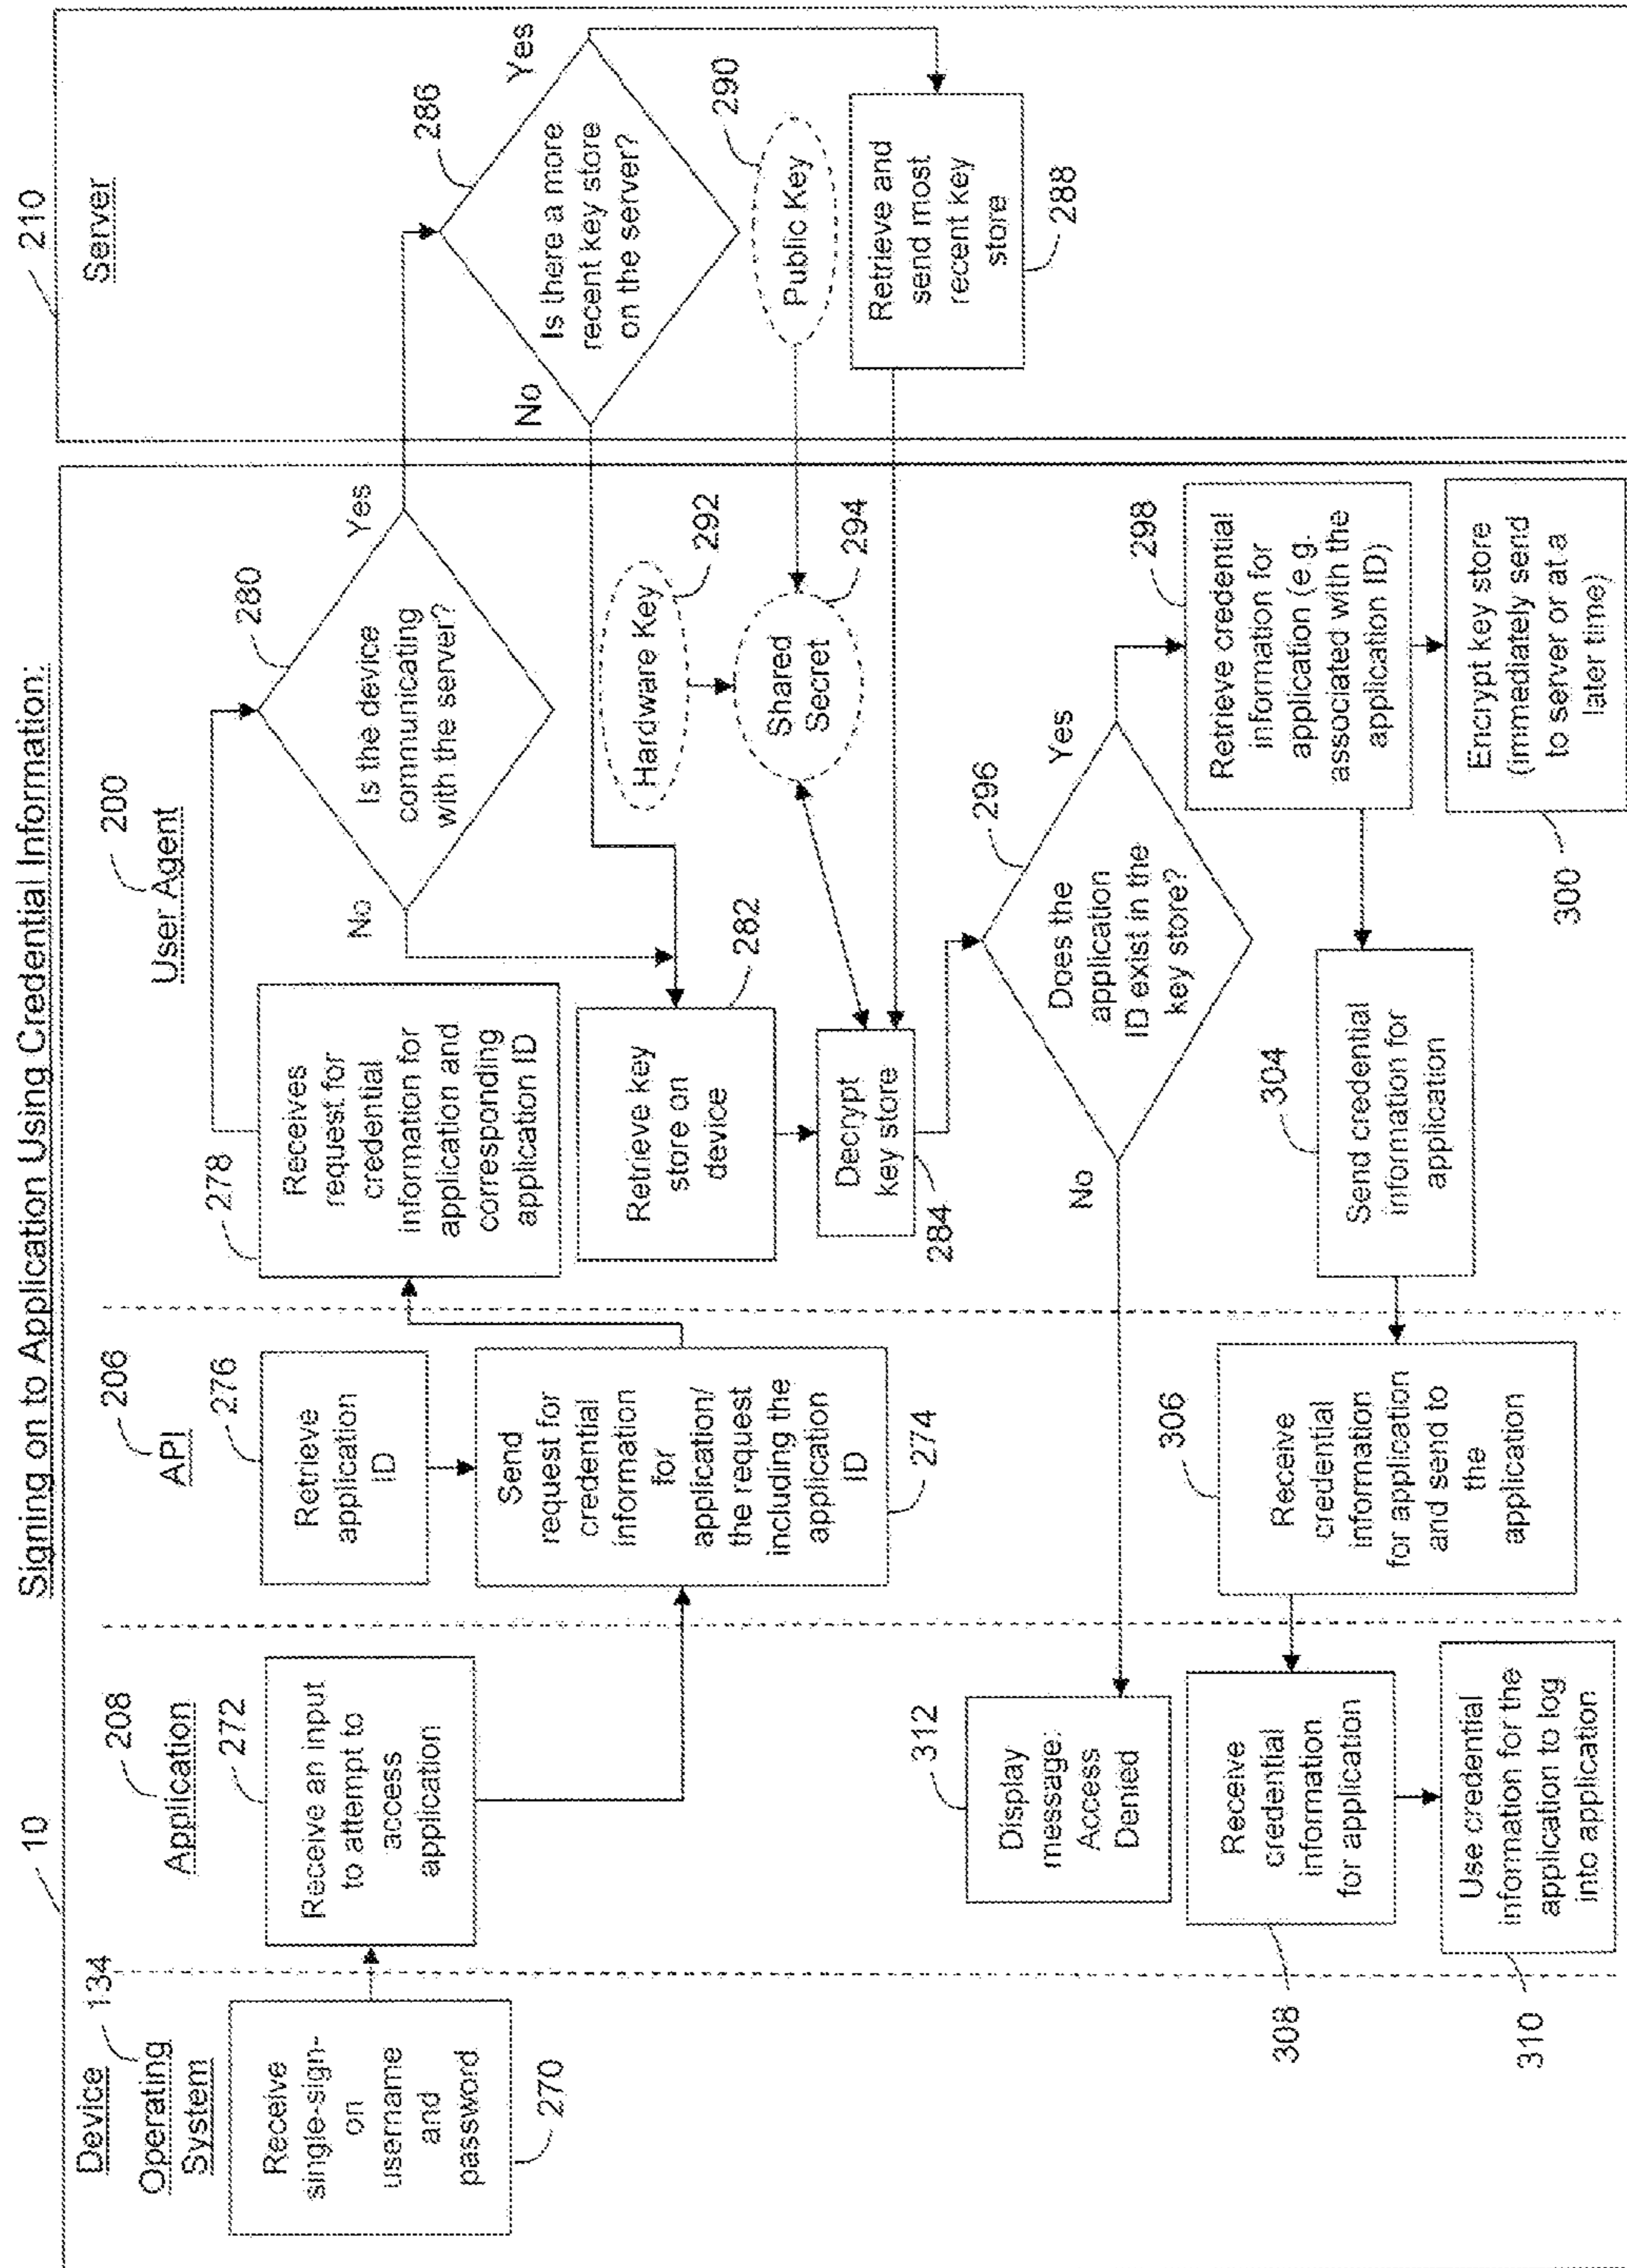 Signing on to Application Using Credential Information:
10
210
Device
Operating
System
134
Receive
single-sign-
on
username
and
password
270
208
Application
272
Receive an input
to attempt to
access
application
312
Display
message:
Access
Denied
Receive
credential
information
for application
308
Use credential
information for the
application to log
into application
310
206
API
276
Retrieve
application
ID
Send
request for
credential
information
for
application/
the request
including the
application
ID
274
306
Receive
credential
information
for application
and send to
the
application
200
User Agent
278
Receives
request for
credential
information for
application and
corresponding
application ID
280
Is the device
communicating
with the server?
Yes
No
282
Retrieve key
store on
device
Hardware Key
292
Shared
Secret
294
Decrypt
key store
284
296
Does the
application
ID exist in the
key store?
Yes
No
298
Retrieve credential
information for
application (e.g.
associated with the
application ID)
Encrypt key store
(immediately send
to server or at a
later time)
300
304
Send credential
information for
application
Server
286
Is there a more
recent key store
on the server?
Yes
No
290
Public Key
Retrieve and
send most
recent key
store
288